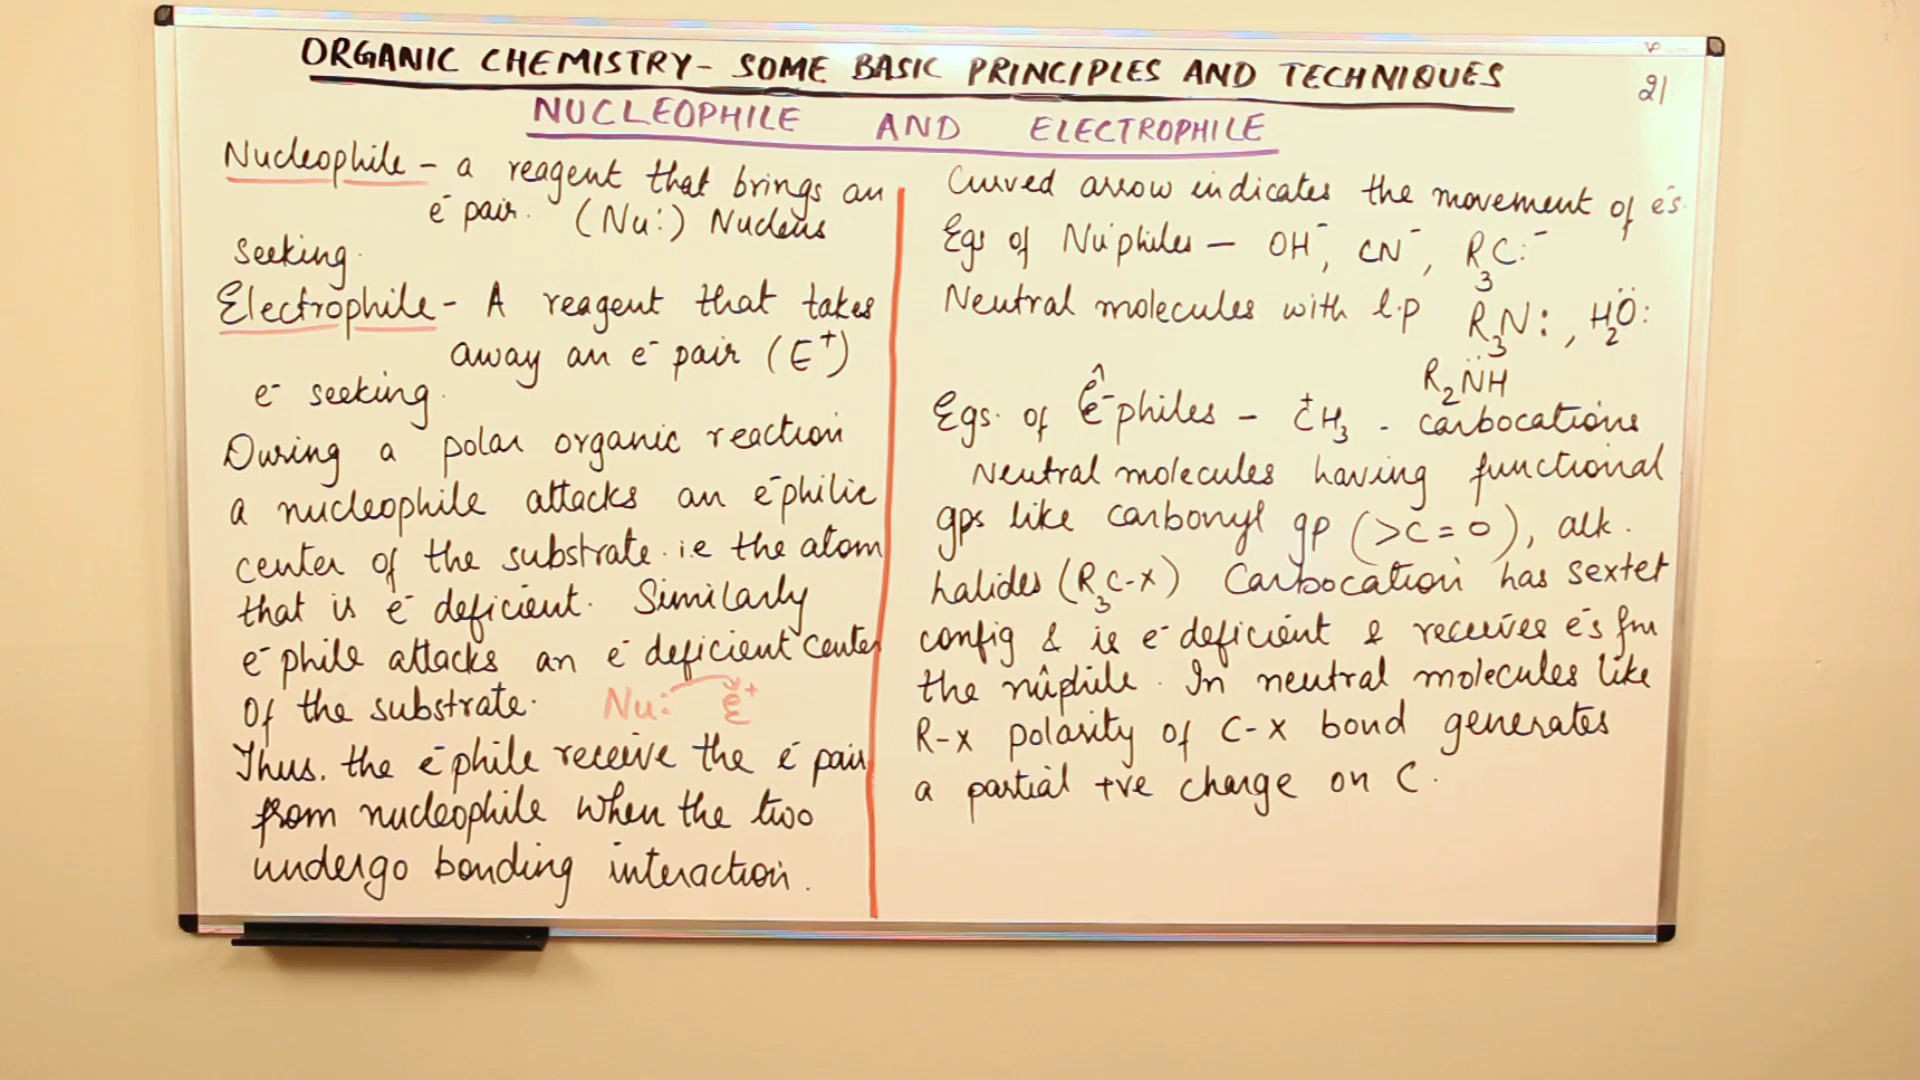 ORGANIC CHEMISTRY- SOME BASIC PRINCIPLES AND TECHNIQUES
21
NUCLEOPHILE AND ELECTROPHILE
Nucleophile - a reagent that brings an
e⁻ pair. (Nu:) Nucleus
seeking.
Electrophile - A reagent that takes
away an e⁻ pair (E⁺)
e⁻ seeking.
During a polar organic reaction
a nucleophile attacks an e⁻philic
center of the substrate. i.e the atom
that is e⁻ deficient. Similarly
e⁻phile attacks an e⁻ deficient center
of the substrate. Nu: E⁺
Thus. the e⁻phile receive the e⁻ pair
from nucleophile when the two
undergo bonding interaction.
Curved arrow indicates the movement of e⁻s.
Egs of Nu philes - OH⁻, CN⁻, R₃C:⁻
Neutral molecules with l.p R₃N:, H₂Ö:
R₂N̈H
Egs. of e⁻philes - C⁺H₃ - carbocations
Neutral molecules having functional
gps like carbonyl gp (>C=O), alk.
halides (R₃C-X) Carbocation has sextet
config & is e⁻ deficient & receives e⁻s frm
the nûphile. In neutral molecules like
R-X polarity of C-X bond generates
a partial +ve charge on C.